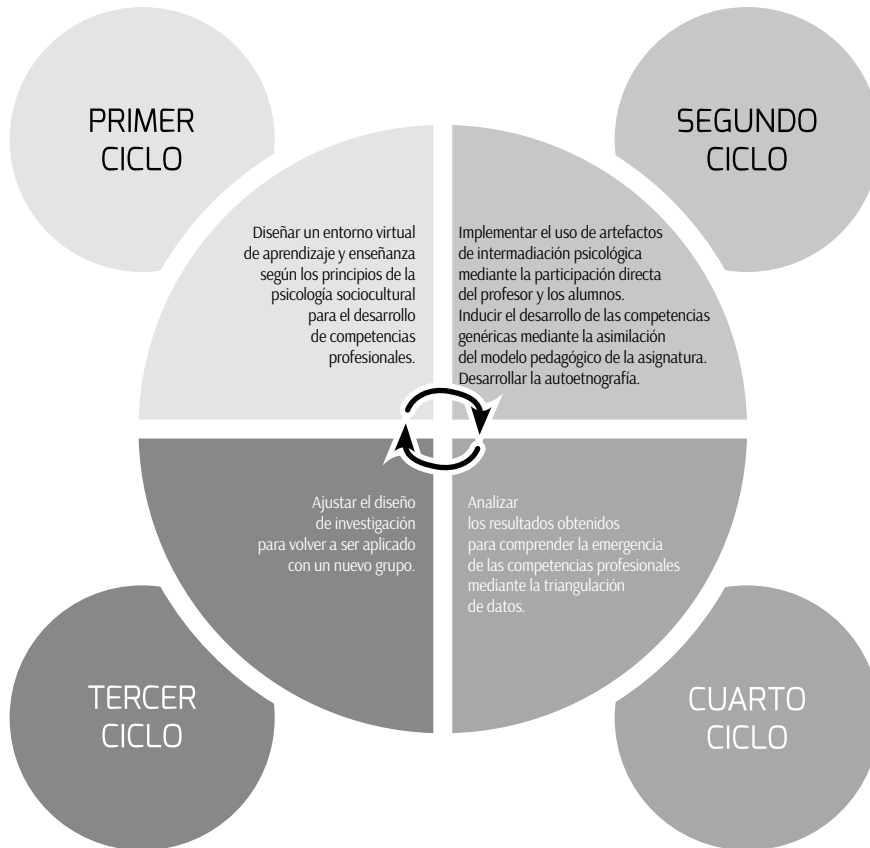 PRIMER
CICLO
SEGUNDO
CICLO
Diseñar un entorno virtual
de aprendizaje y enseñanza
según los principios de la
psicología sociocultural
para el desarrollo
de competencias
profesionales.
Implementar el uso de artefactos
de intermadiación psicológica
mediante la participación directa
del profesor y los alumnos.
Inducir el desarrollo de las competencias
genéricas mediante la asimilación
del modelo pedagógico de la asignatura.
Desarrollar la autoetnografía.
Ajustar el diseño
de investigación
para volver a ser aplicado
con un nuevo grupo.
Analizar
los resultados obtenidos
para comprender la emergencia
de las competencias profesionales
mediante la triangulación
de datos.
TERCER
CICLO
CUARTO
CICLO